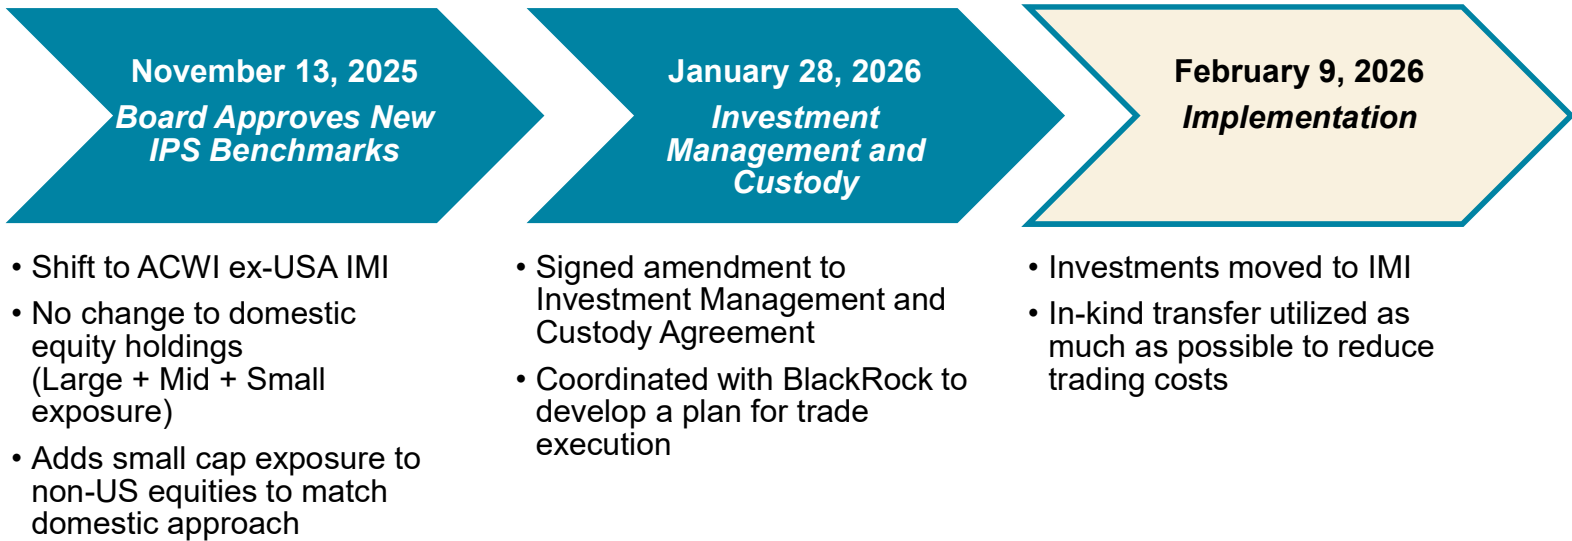 November 13, 2025
Board Approves New
IPS Benchmarks
• Shift to ACWI ex-USA IMI
• No change to domestic
equity holdings
(Large + Mid + Small
exposure)
• Adds small cap exposure to
non-US equities to match
domestic approach
January 28, 2026
Investment
Management and
Custody
• Signed amendment to
Investment Management and
Custody Agreement
• Coordinated with BlackRock to
develop a plan for trade
execution
February 9, 2026
Implementation
• Investments moved to IMI
• In-kind transfer utilized as
much as possible to reduce
trading costs